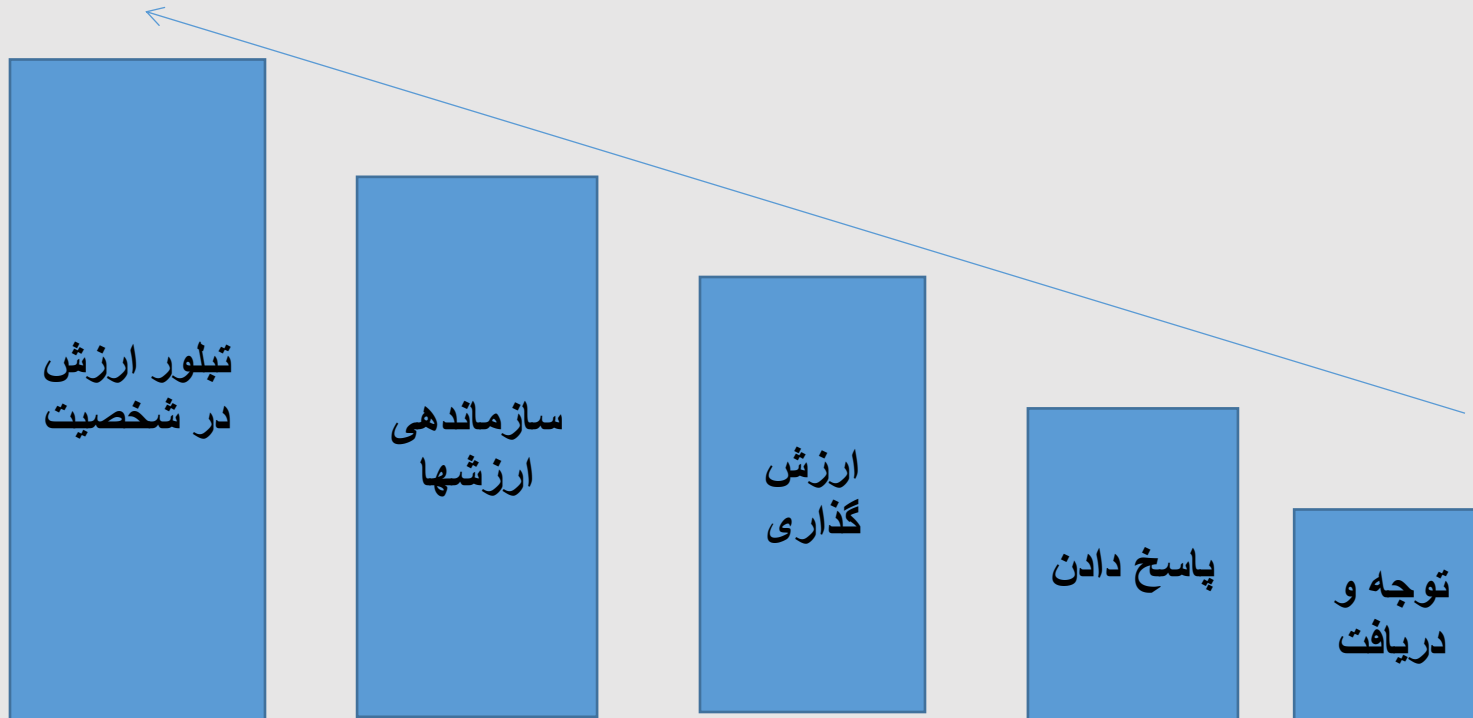 توجه و
دریافت
پاسخ دادن
ارزش
گذاری
سازماندهی
ارزشها
تبلور ارزش
در شخصیت